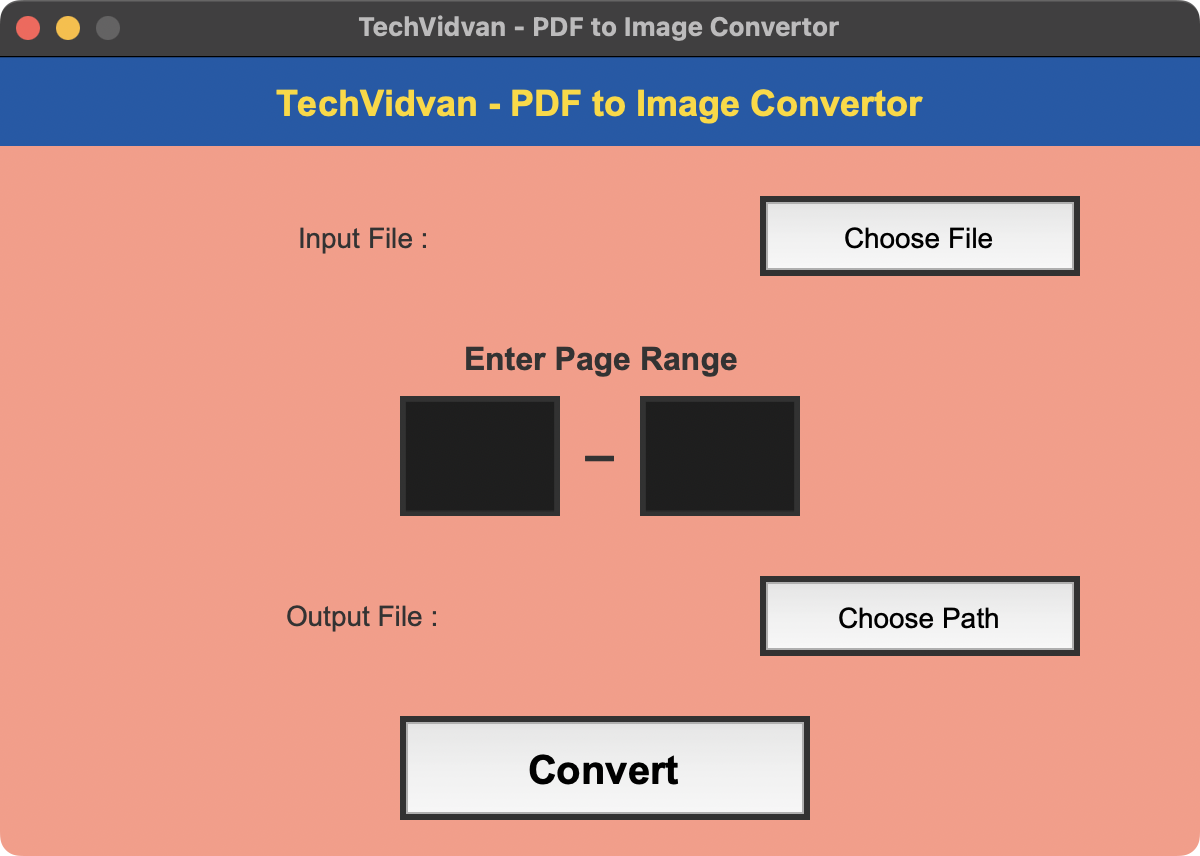 TechVidvan - PDF to Image Convertor
TechVidvan - PDF to Image Convertor
Input File :
Choose File
Enter Page Range
–
Output File :
Choose Path
Convert